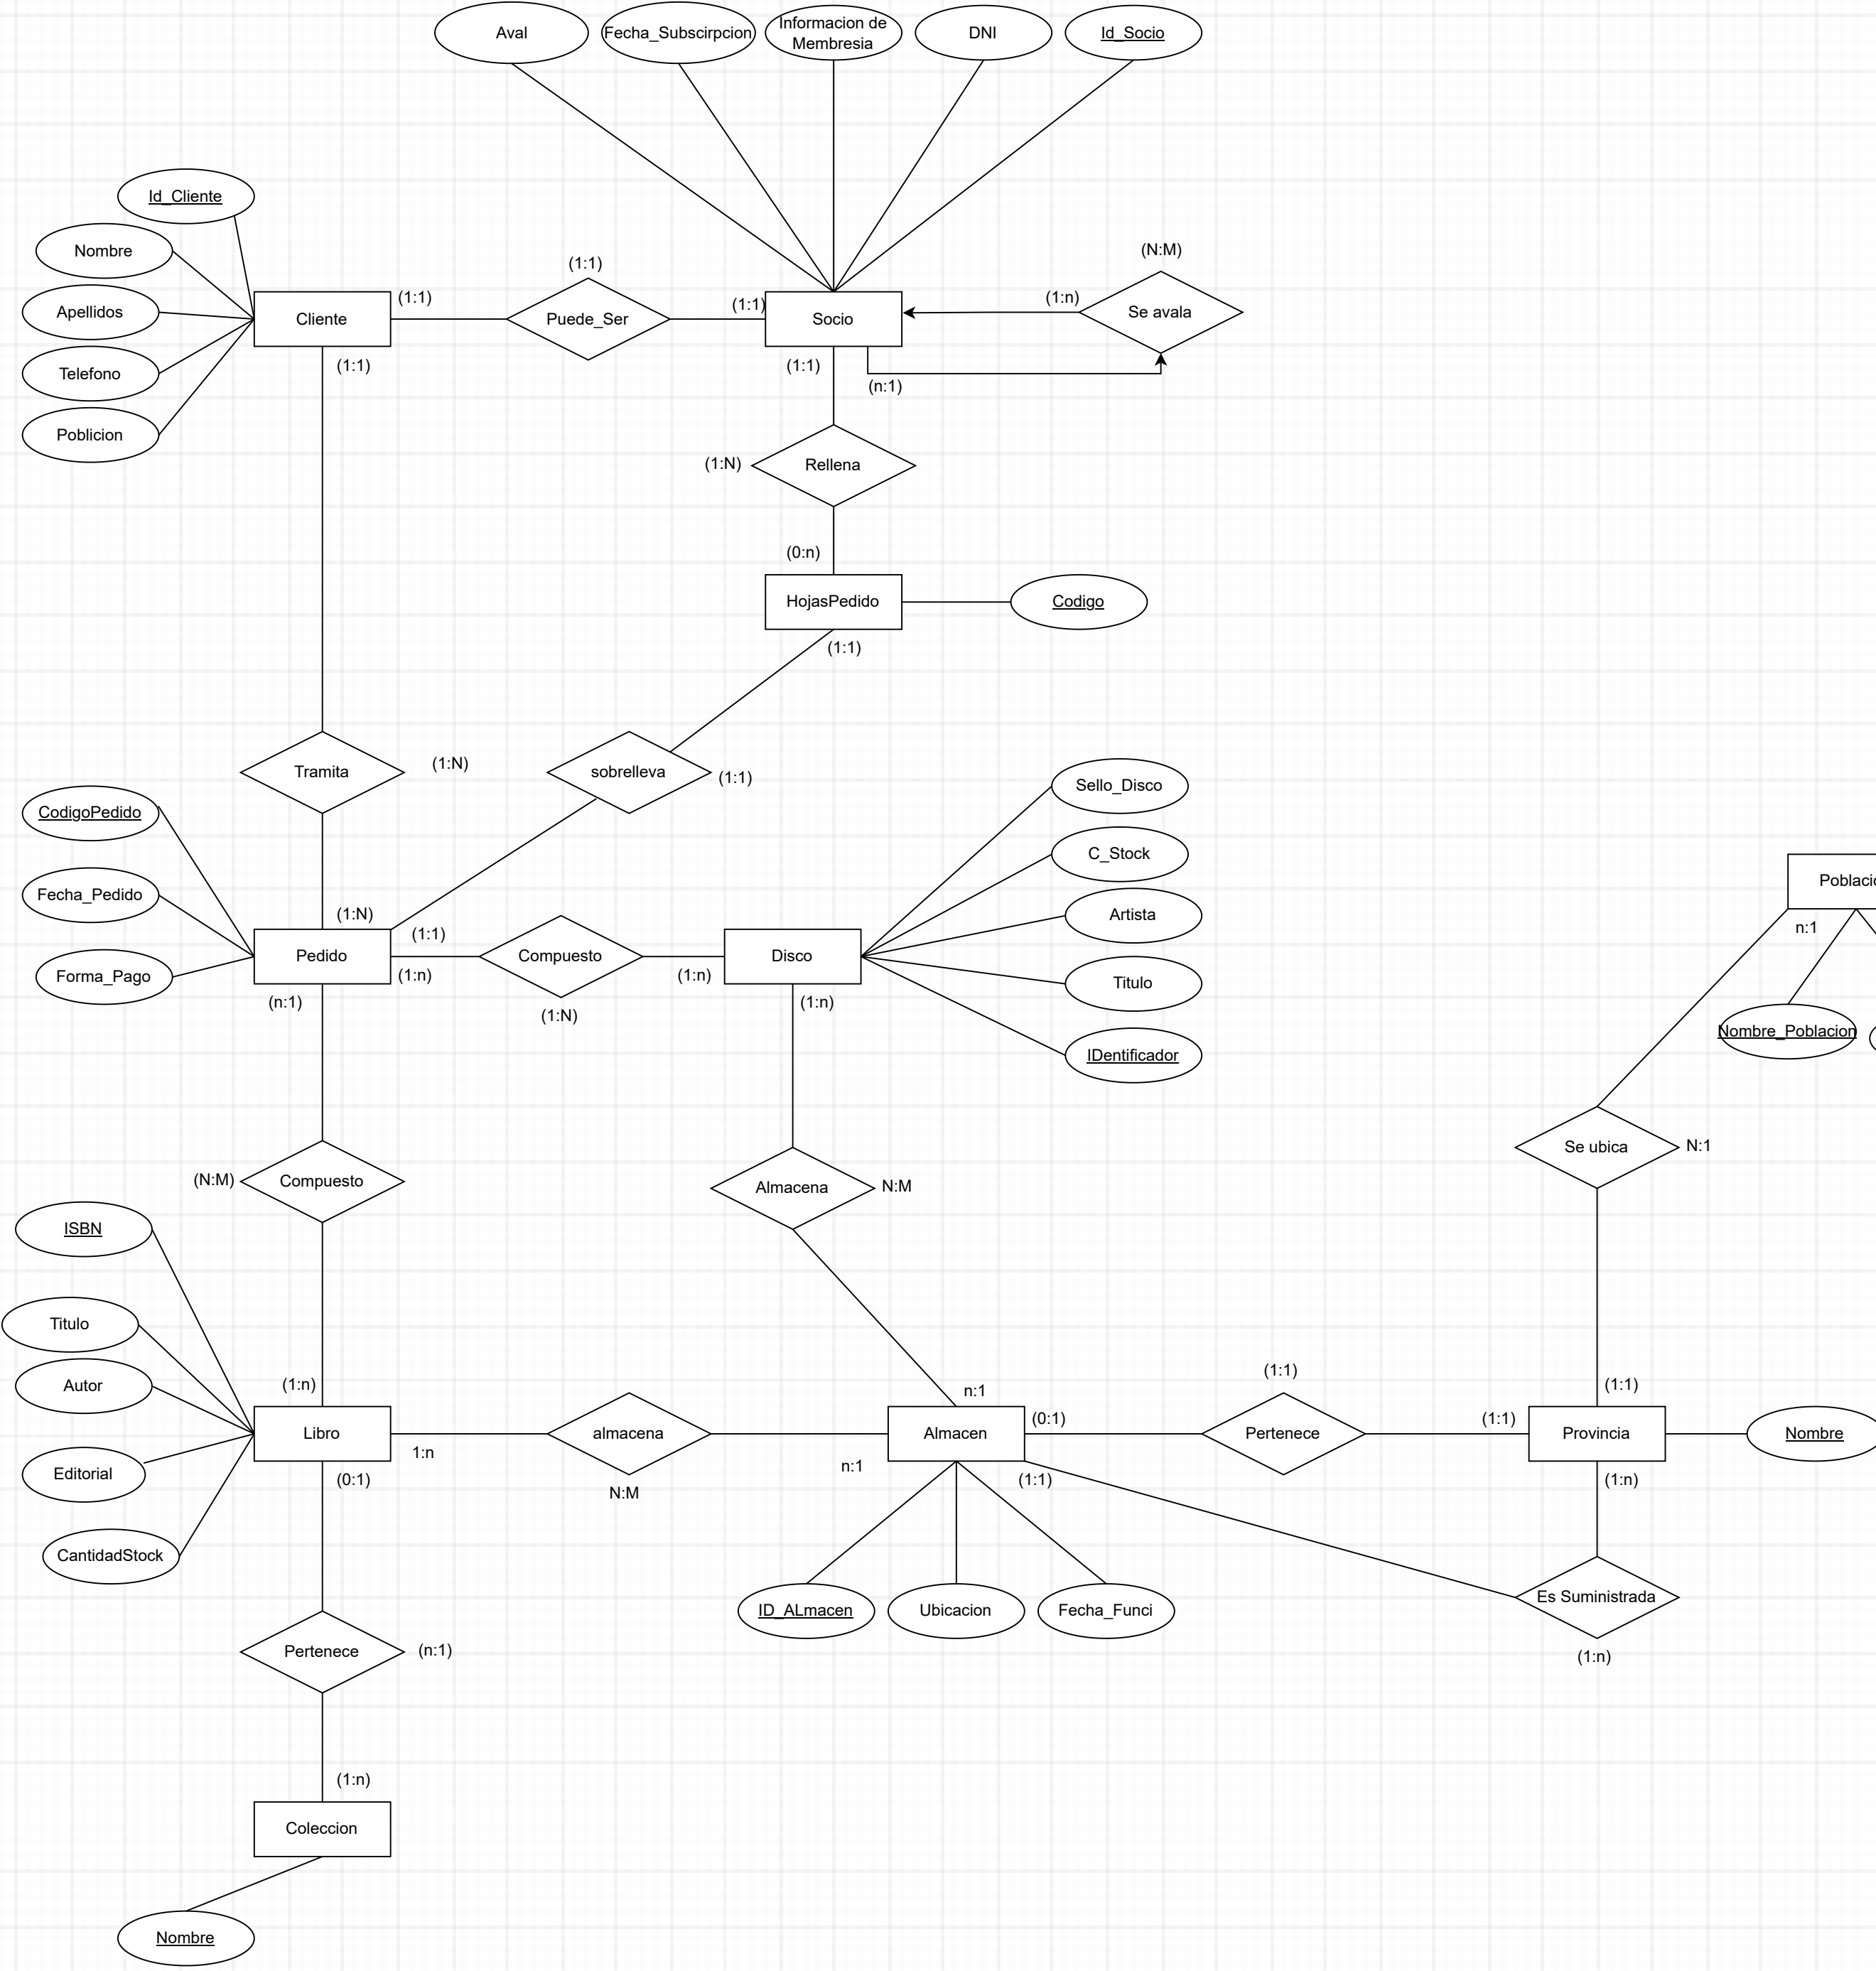 Aval
Fecha_Subscirpcion
Informacion de
Membresia
DNI
Id_Socio
Id_Cliente
Nombre
Apellidos
Telefono
Poblicion
Cliente
(1:1)
(1:1)
(1:1)
Puede_Ser
(1:1)
Socio
(1:1)
(N:M)
(1:n)
Se avala
(n:1)
(1:N)
Rellena
(0:n)
HojasPedido
Codigo
(1:1)
Tramita
(1:N)
sobrelleva
(1:1)
Sello_Disco
C_Stock
Artista
Titulo
IDentificador
CodigoPedido
Fecha_Pedido
Forma_Pago
(1:N)
Pedido
(1:1)
(1:n)
(n:1)
Compuesto
(1:N)
(1:n)
Disco
(1:n)
n:1
Nombre_Poblacion
Se ubica
N:1
(N:M)
Compuesto
Almacena
N:M
ISBN
Titulo
Autor
Editorial
CantidadStock
(1:n)
Libro
1:n
(0:1)
almacena
N:M
n:1
n:1
Almacen
(0:1)
(1:1)
(1:1)
Pertenece
(1:1)
(1:1)
Provincia
Nombre
(1:n)
ID_ALmacen
Ubicacion
Fecha_Funci
Es Suministrada
(1:n)
Pertenece
(n:1)
(1:n)
Coleccion
Nombre